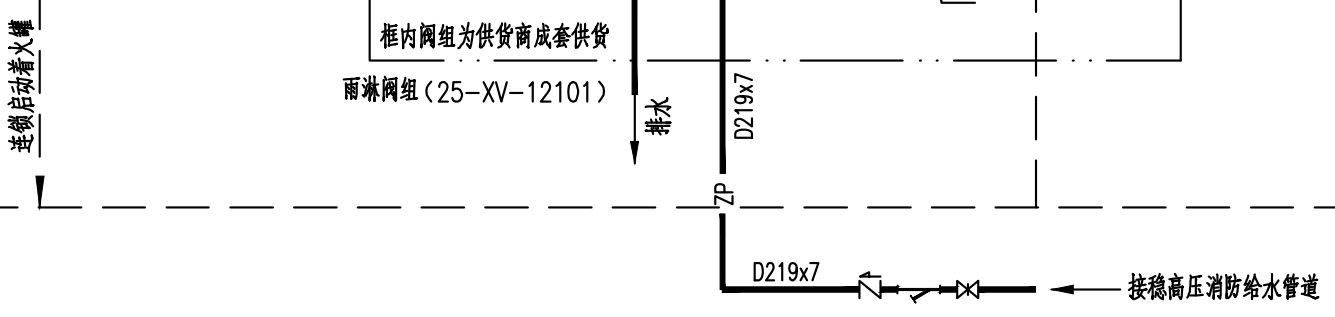 连锁启动着火罐
框内阀组为供货商成套供货
雨淋阀组(25-XV-12101)
排水
D219x7
ZP
D219x7
接稳高压消防给水管道